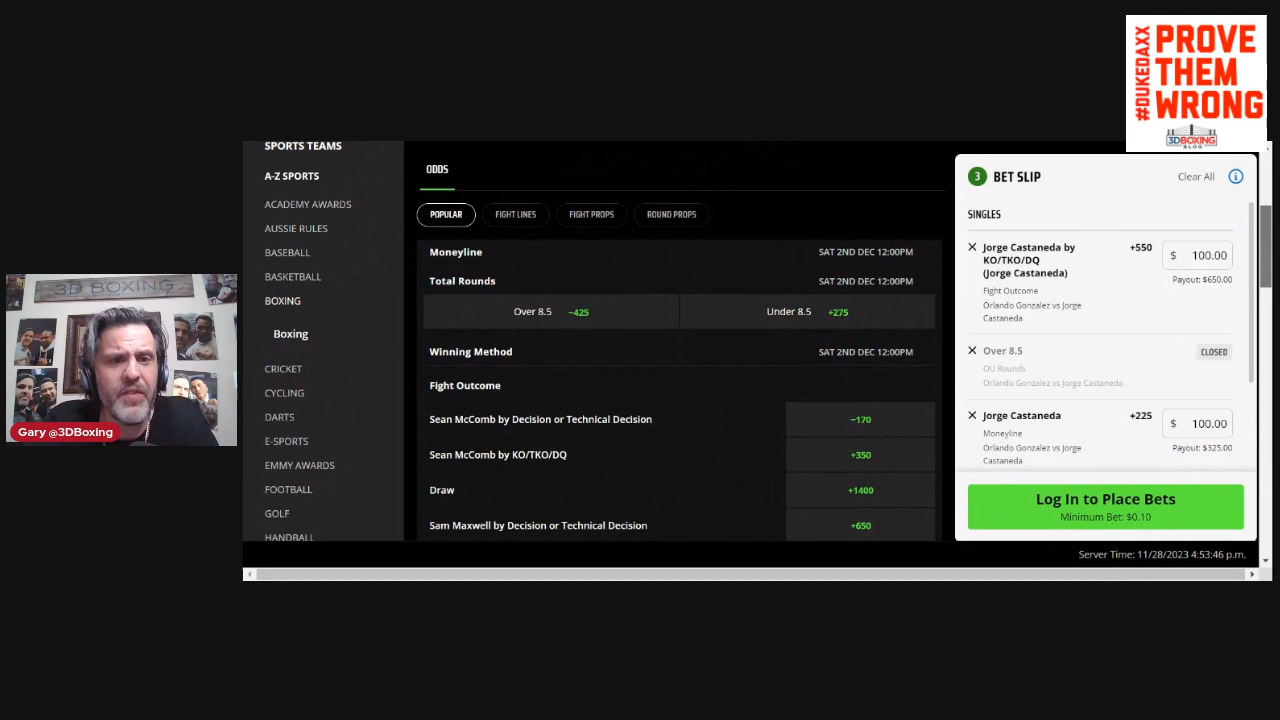 #DUKEDAXX
PROVE
THEM
WRONG
3DBOXING
BLOG
3D BOXING
Gary @3DBoxing
SPORTS TEAMS
A-Z SPORTS
ACADEMY AWARDS
AUSSIE RULES
BASEBALL
BASKETBALL
BOXING
Boxing
CRICKET
CYCLING
DARTS
E-SPORTS
EMMY AWARDS
FOOTBALL
GOLF
HANDBALL
ODDS
POPULAR
FIGHT LINES
FIGHT PROPS
ROUND PROPS
Moneyline SAT 2ND DEC 12:00PM
Total Rounds SAT 2ND DEC 12:00PM
Over 8.5 −425 Under 8.5 +275
Winning Method SAT 2ND DEC 12:00PM
Fight Outcome
Sean McComb by Decision or Technical Decision −170
Sean McComb by KO/TKO/DQ +350
Draw +1400
Sam Maxwell by Decision or Technical Decision +650
3 BET SLIP Clear All i
SINGLES
Jorge Castaneda by +550 $ 100.00
KO/TKO/DQ
(Jorge Castaneda) Payout: $650.00
Fight Outcome
Orlando Gonzalez vs Jorge
Castaneda
Over 8.5 CLOSED
OU Rounds
Orlando Gonzalez vs Jorge Castaneda
Jorge Castaneda +225 $ 100.00
Moneyline
Orlando Gonzalez vs Jorge Payout: $325.00
Castaneda
Log In to Place Bets
Minimum Bet: $0.10
Server Time: 11/28/2023 4:53:46 p.m.